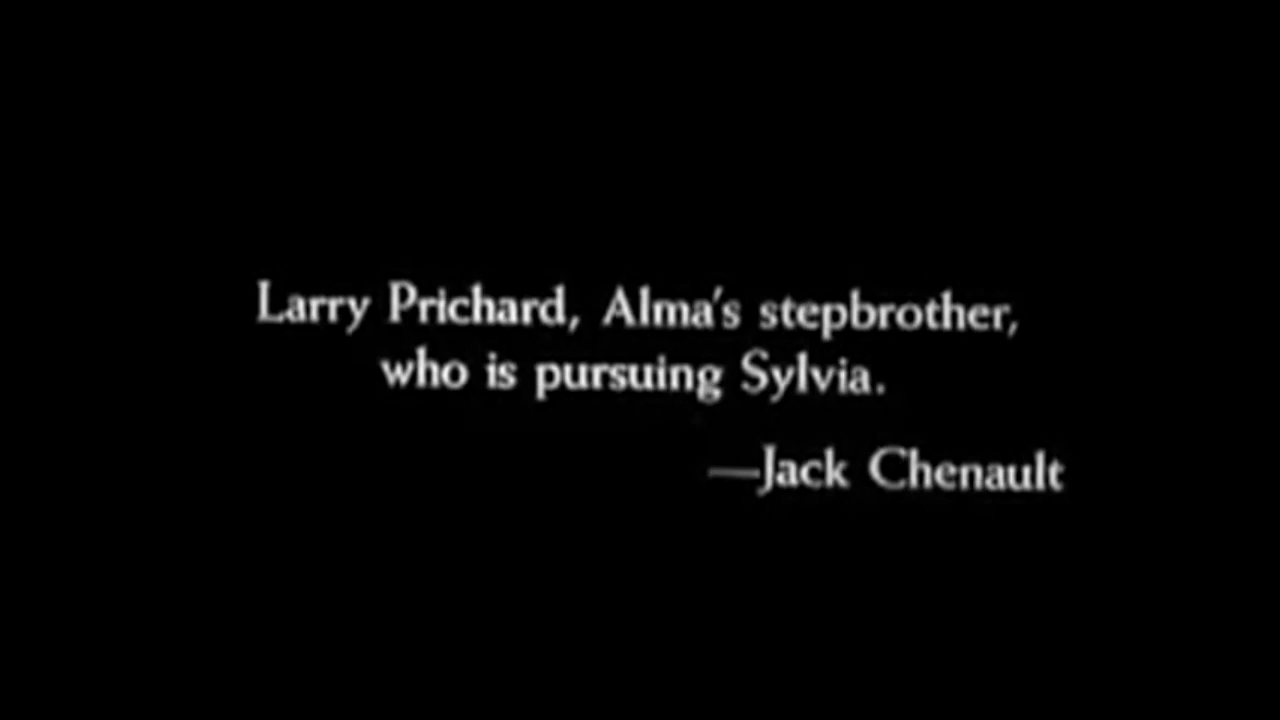 Larry Prichard, Alma's stepbrother,
who is pursuing Sylvia.
—Jack Chenault